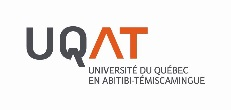 UQAT
UNIVERSITÉ DU QUÉBEC
EN ABITIBI-TÉMISCAMINGUE